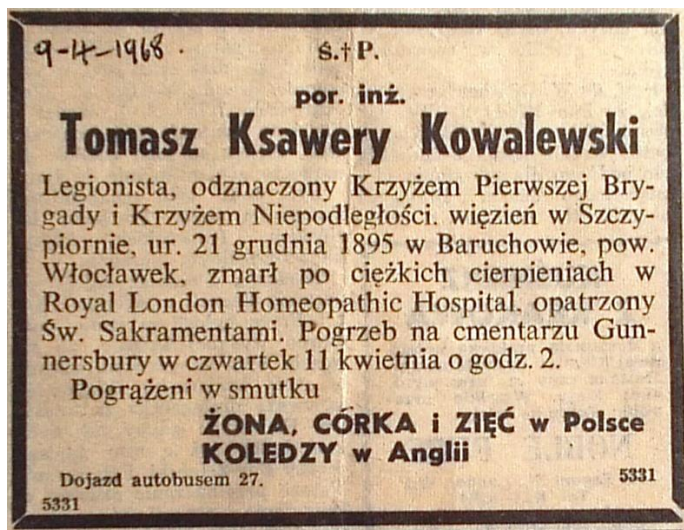 9-4-1968.
Ś.†P.
por. inż.
Tomasz Ksawery Kowalewski
Legionista, odznaczony Krzyżem Pierwszej Bry-
gady i Krzyżem Niepodległości. więzień w Szczy-
piornie, ur. 21 grudnia 1895 w Baruchowie, pow.
Włocławek, zmarł po ciężkich cierpieniach w
Royal London Homeopathic Hospital. opatrzony
Św. Sakramentami. Pogrzeb na cmentarzu Gun-
nersbury w czwartek 11 kwietnia o godz. 2.
Pogrążeni w smutku
ŻONA, CÓRKA i ZIĘĆ w Polsce
KOLEDZY w Anglii
Dojazd autobusem 27. 5331
5331